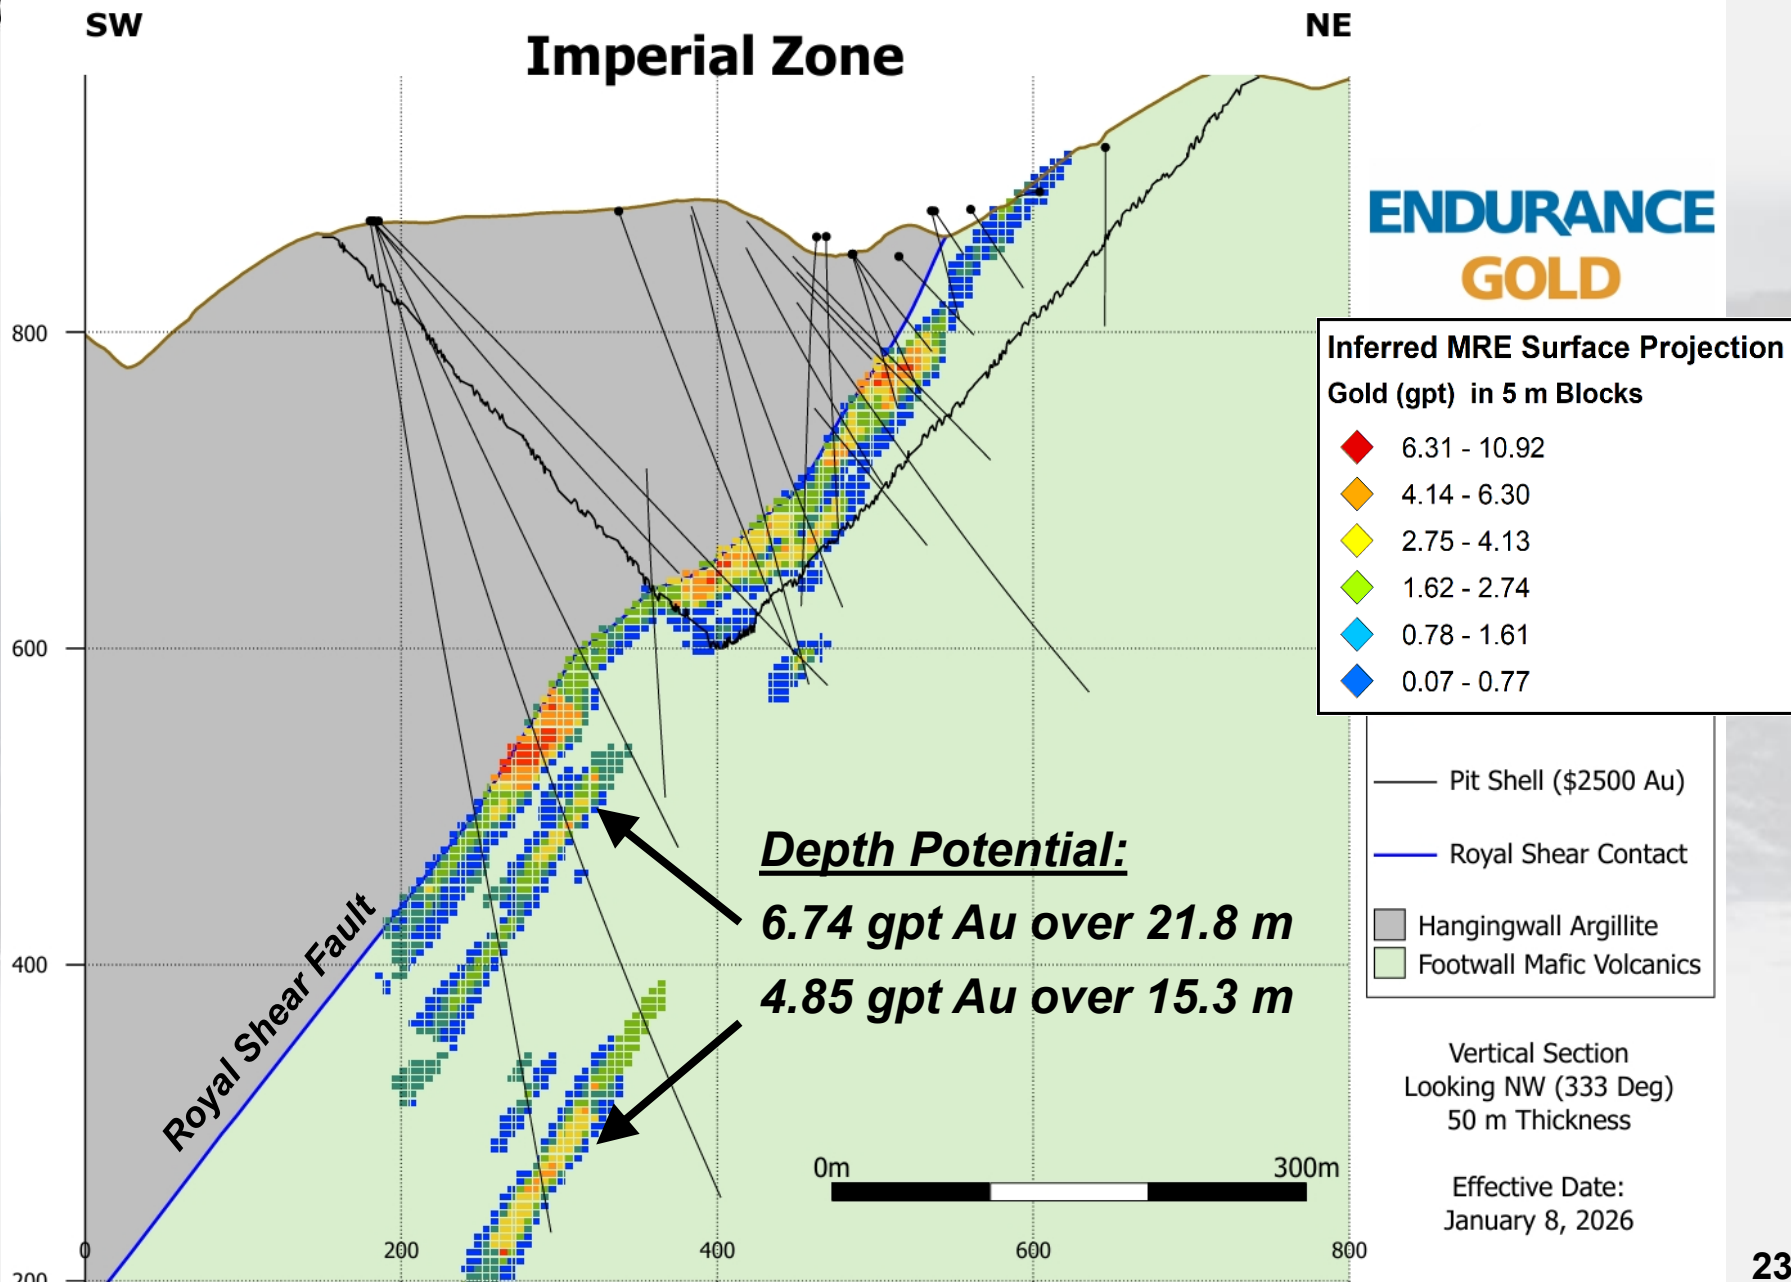 SW
NE
Imperial Zone
ENDURANCE
GOLD
Inferred MRE Surface Projection
Gold (gpt) in 5 m Blocks
6.31 - 10.92
4.14 - 6.30
2.75 - 4.13
1.62 - 2.74
0.78 - 1.61
0.07 - 0.77
Pit Shell ($2500 Au)
Royal Shear Contact
Hangingwall Argillite
Footwall Mafic Volcanics
Vertical Section
Looking NW (333 Deg)
50 m Thickness
Effective Date:
January 8, 2026
800
600
400
200
Royal Shear Fault
Depth Potential:
6.74 gpt Au over 21.8 m
4.85 gpt Au over 15.3 m
0m 300m
0 200 400 600 800
23